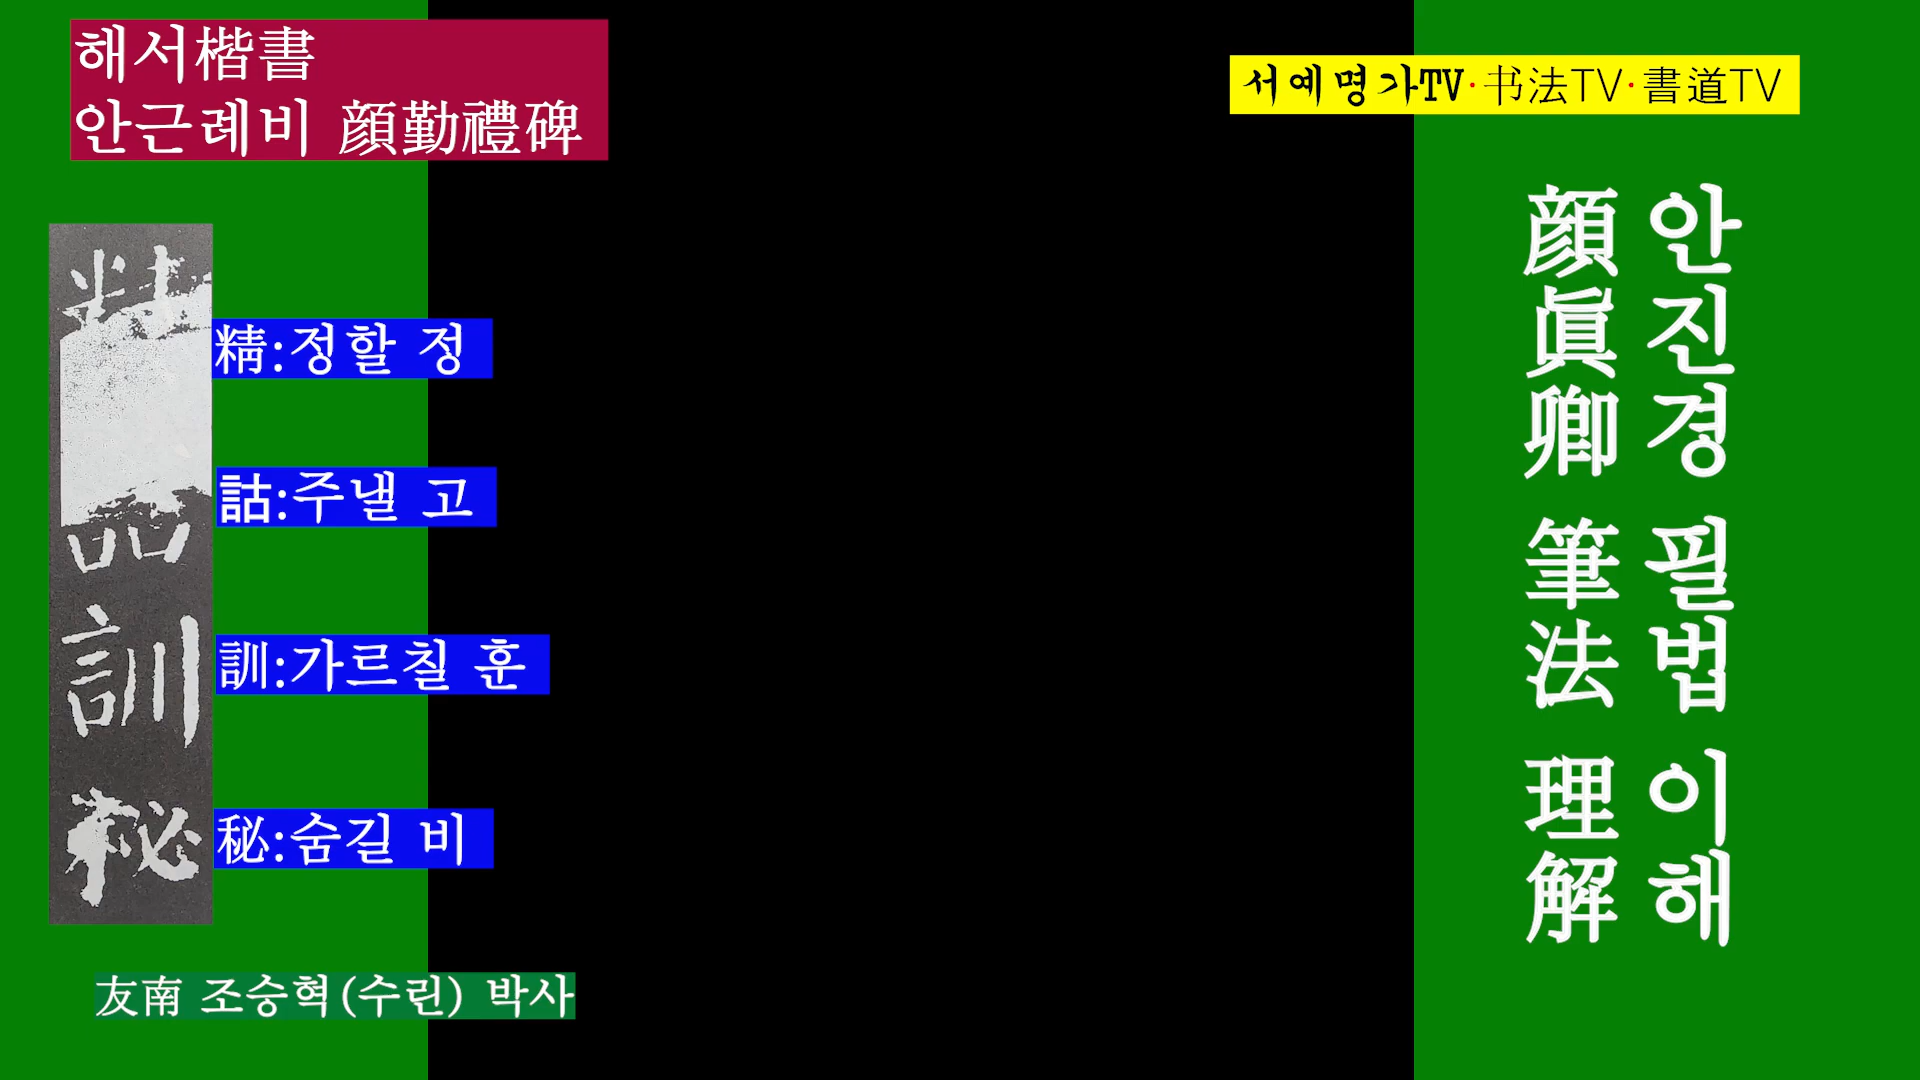 해서楷書
안근례비 顔勤禮碑
서예명가TV·书法TV·書道TV
精:정할 정
詁:주낼 고
訓:가르칠 훈
秘:숨길 비
訓
秘
안진경 필법 이해
顔眞卿 筆法 理解
友南 조승혁(수린) 박사